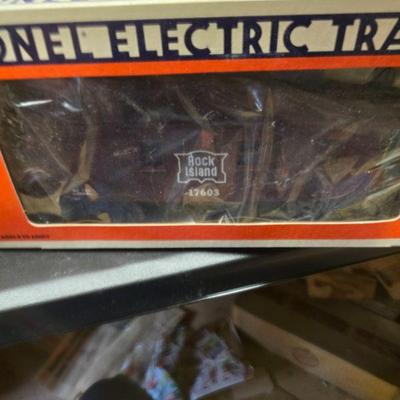 ONEL ELECTRIC TRA
Rock
Island
-17603